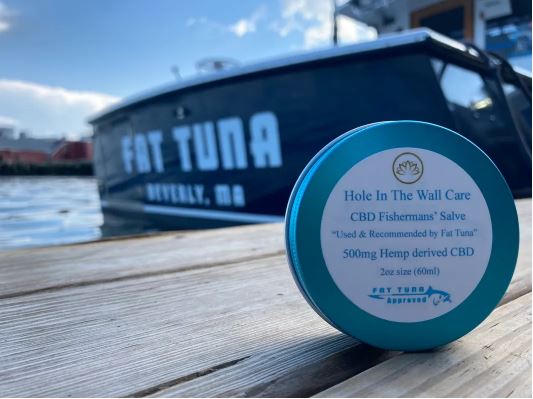 FAT TUNA
BEVERLY, MA
Hole In The Wall Care
CBD Fishermans' Salve
"Used & Recommended by Fat Tuna"
500mg Hemp derived CBD
2oz size (60ml)
FAT TUNA
Approved